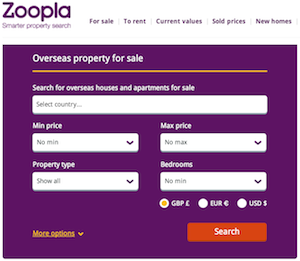 Zoopla
Smarter property search
For sale To rent Current values Sold prices New homes
Overseas property for sale
Search for overseas houses and apartments for sale
Select country...
Min price Max price
No min No max
Property type Bedrooms
Show all No min
GBP £ EUR € USD $
More options Search